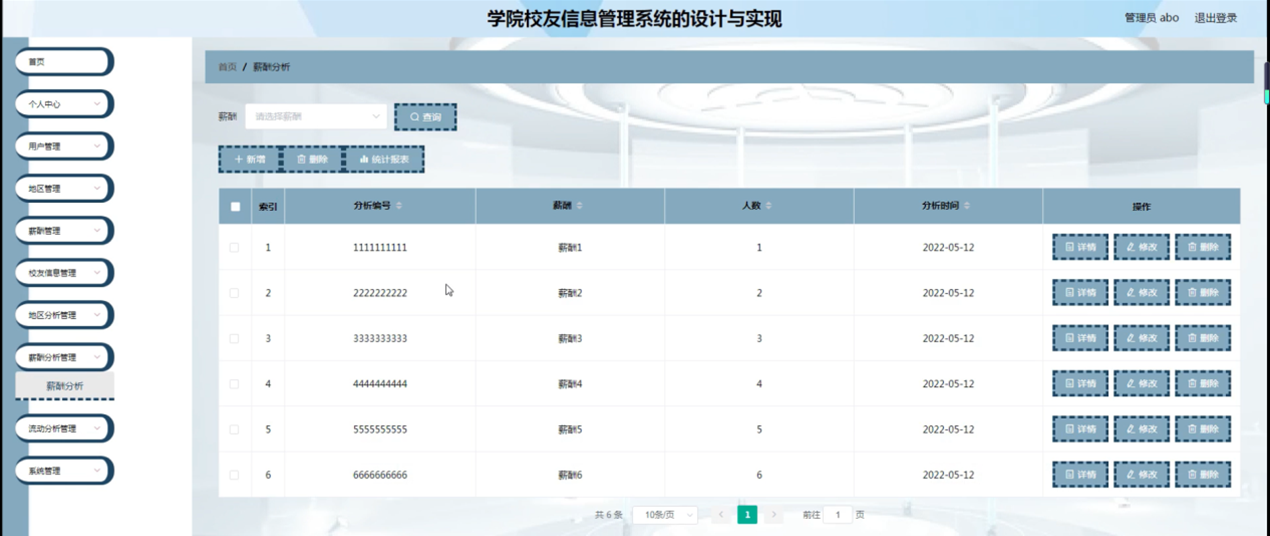 学院校友信息管理系统的设计与实现
管理员 abo 退出登录
首页
个人中心
用户管理
地区管理
薪酬管理
校友信息管理
地区分析管理
薪酬分析管理
薪酬分析
流动分析管理
系统管理
首页 / 薪酬分析
薪酬 请选择薪酬 查询
新增 删除 统计报表
索引 分析编号 薪酬 人数 分析时间 操作
1 1111111111 薪酬1 1 2022-05-12 详情 修改 删除
2 2222222222 薪酬2 2 2022-05-12 详情 修改 删除
3 3333333333 薪酬3 3 2022-05-12 详情 修改 删除
4 4444444444 薪酬4 4 2022-05-12 详情 修改 删除
5 5555555555 薪酬5 5 2022-05-12 详情 修改 删除
6 6666666666 薪酬6 6 2022-05-12 详情 修改 删除
共 6 条 10条/页 1 前往 1 页